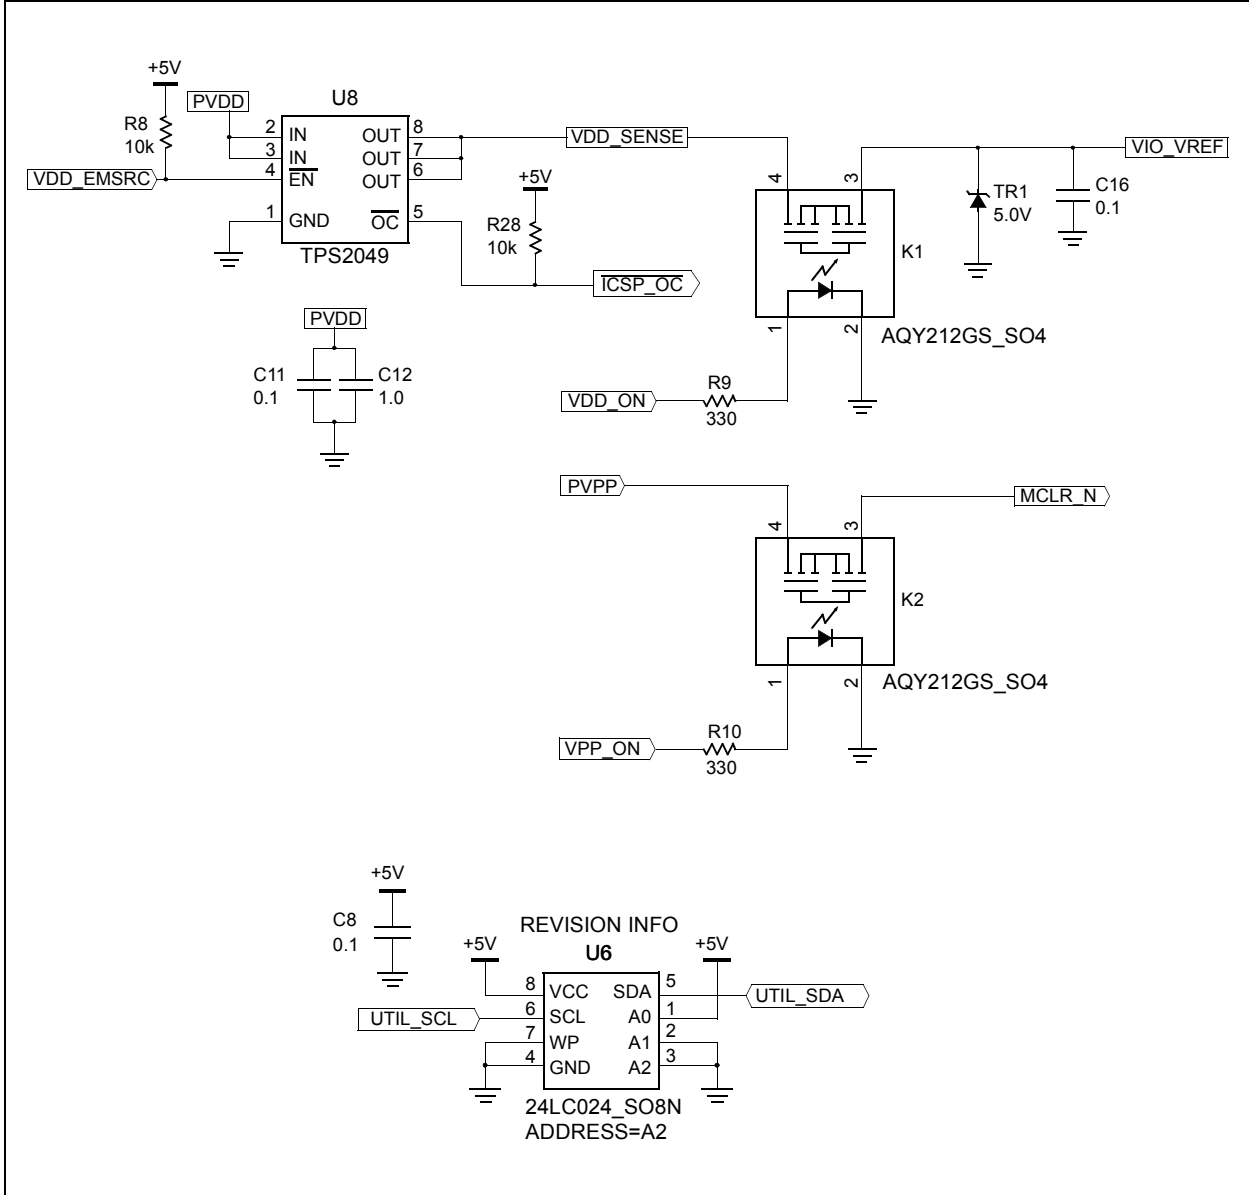 +5V
PVDD
U8
R8
10k
2 IN OUT 8
3 IN OUT 7
4 EN OUT 6
1 GND OC 5
TPS2049
VDD_EMSRC
VDD_SENSE
+5V
R28
10k
ICSP_OC
4 3
K1
1 2
AQY212GS_SO4
VIO_VREF
TR1
5.0V
C16
0.1
PVDD
C11
0.1
C12
1.0
VDD_ON
R9
330
PVPP
MCLR_N
4 3
K2
1 2
AQY212GS_SO4
VPP_ON
R10
330
+5V
C8
0.1
REVISION INFO
U6
+5V
+5V
8 VCC SDA 5
6 SCL A0 1
7 WP A1 2
4 GND A2 3
UTIL_SCL
UTIL_SDA
24LC024_SO8N
ADDRESS=A2